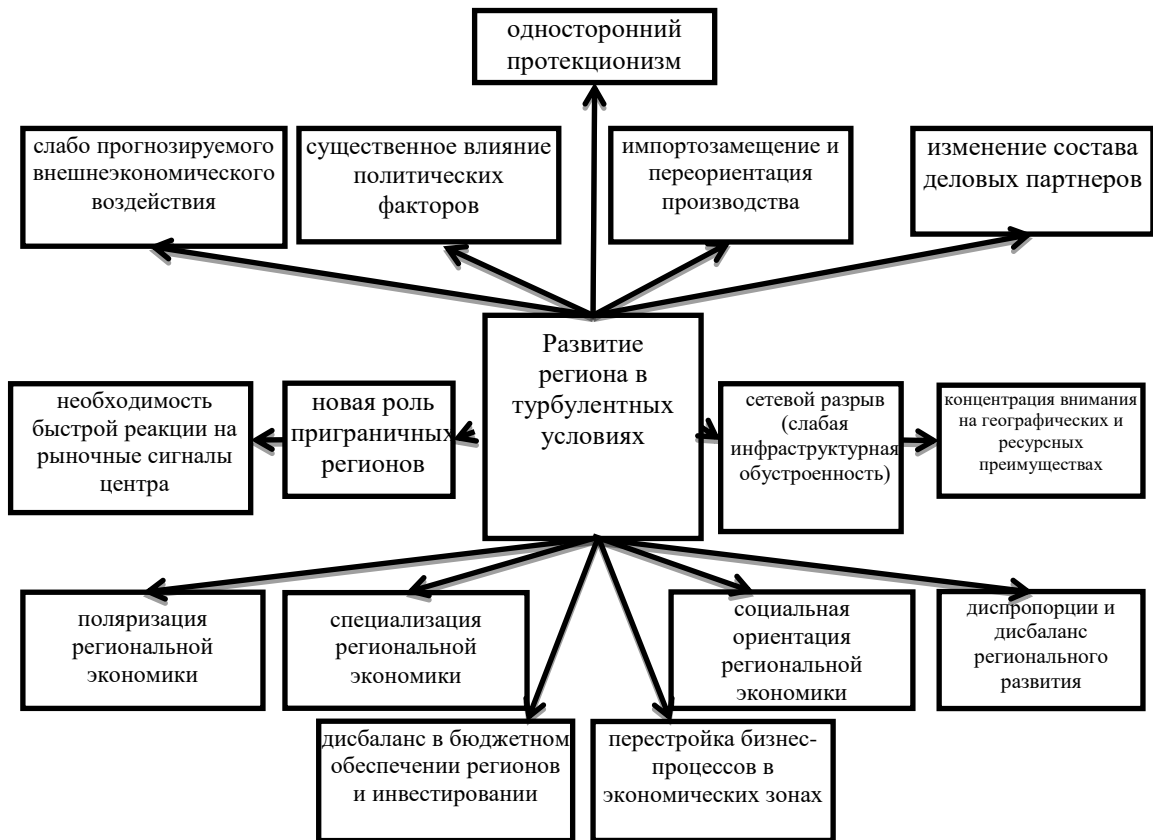 односторонний
протекционизм
слабо прогнозируемого
внешнеэкономического
воздействия
существенное влияние
политических
факторов
импортозамещение и
переориентация
производства
изменение состава
деловых партнеров
Развитие
региона в
турбулентных
условиях
необходимость
быстрой реакции на
рыночные сигналы
центра
новая роль
приграничных
регионов
сетевой разрыв
(слабая
инфраструктурная
обустроенность)
концентрация внимания
на географических и
ресурсных
преимуществах
поляризация
региональной
экономики
специализация
региональной
экономики
социальная
ориентация
региональной
экономики
диспропорции и
дисбаланс
регионального
развития
дисбаланс в бюджетном
обеспечении регионов
и инвестировании
перестройка бизнес-
процессов в
экономических зонах